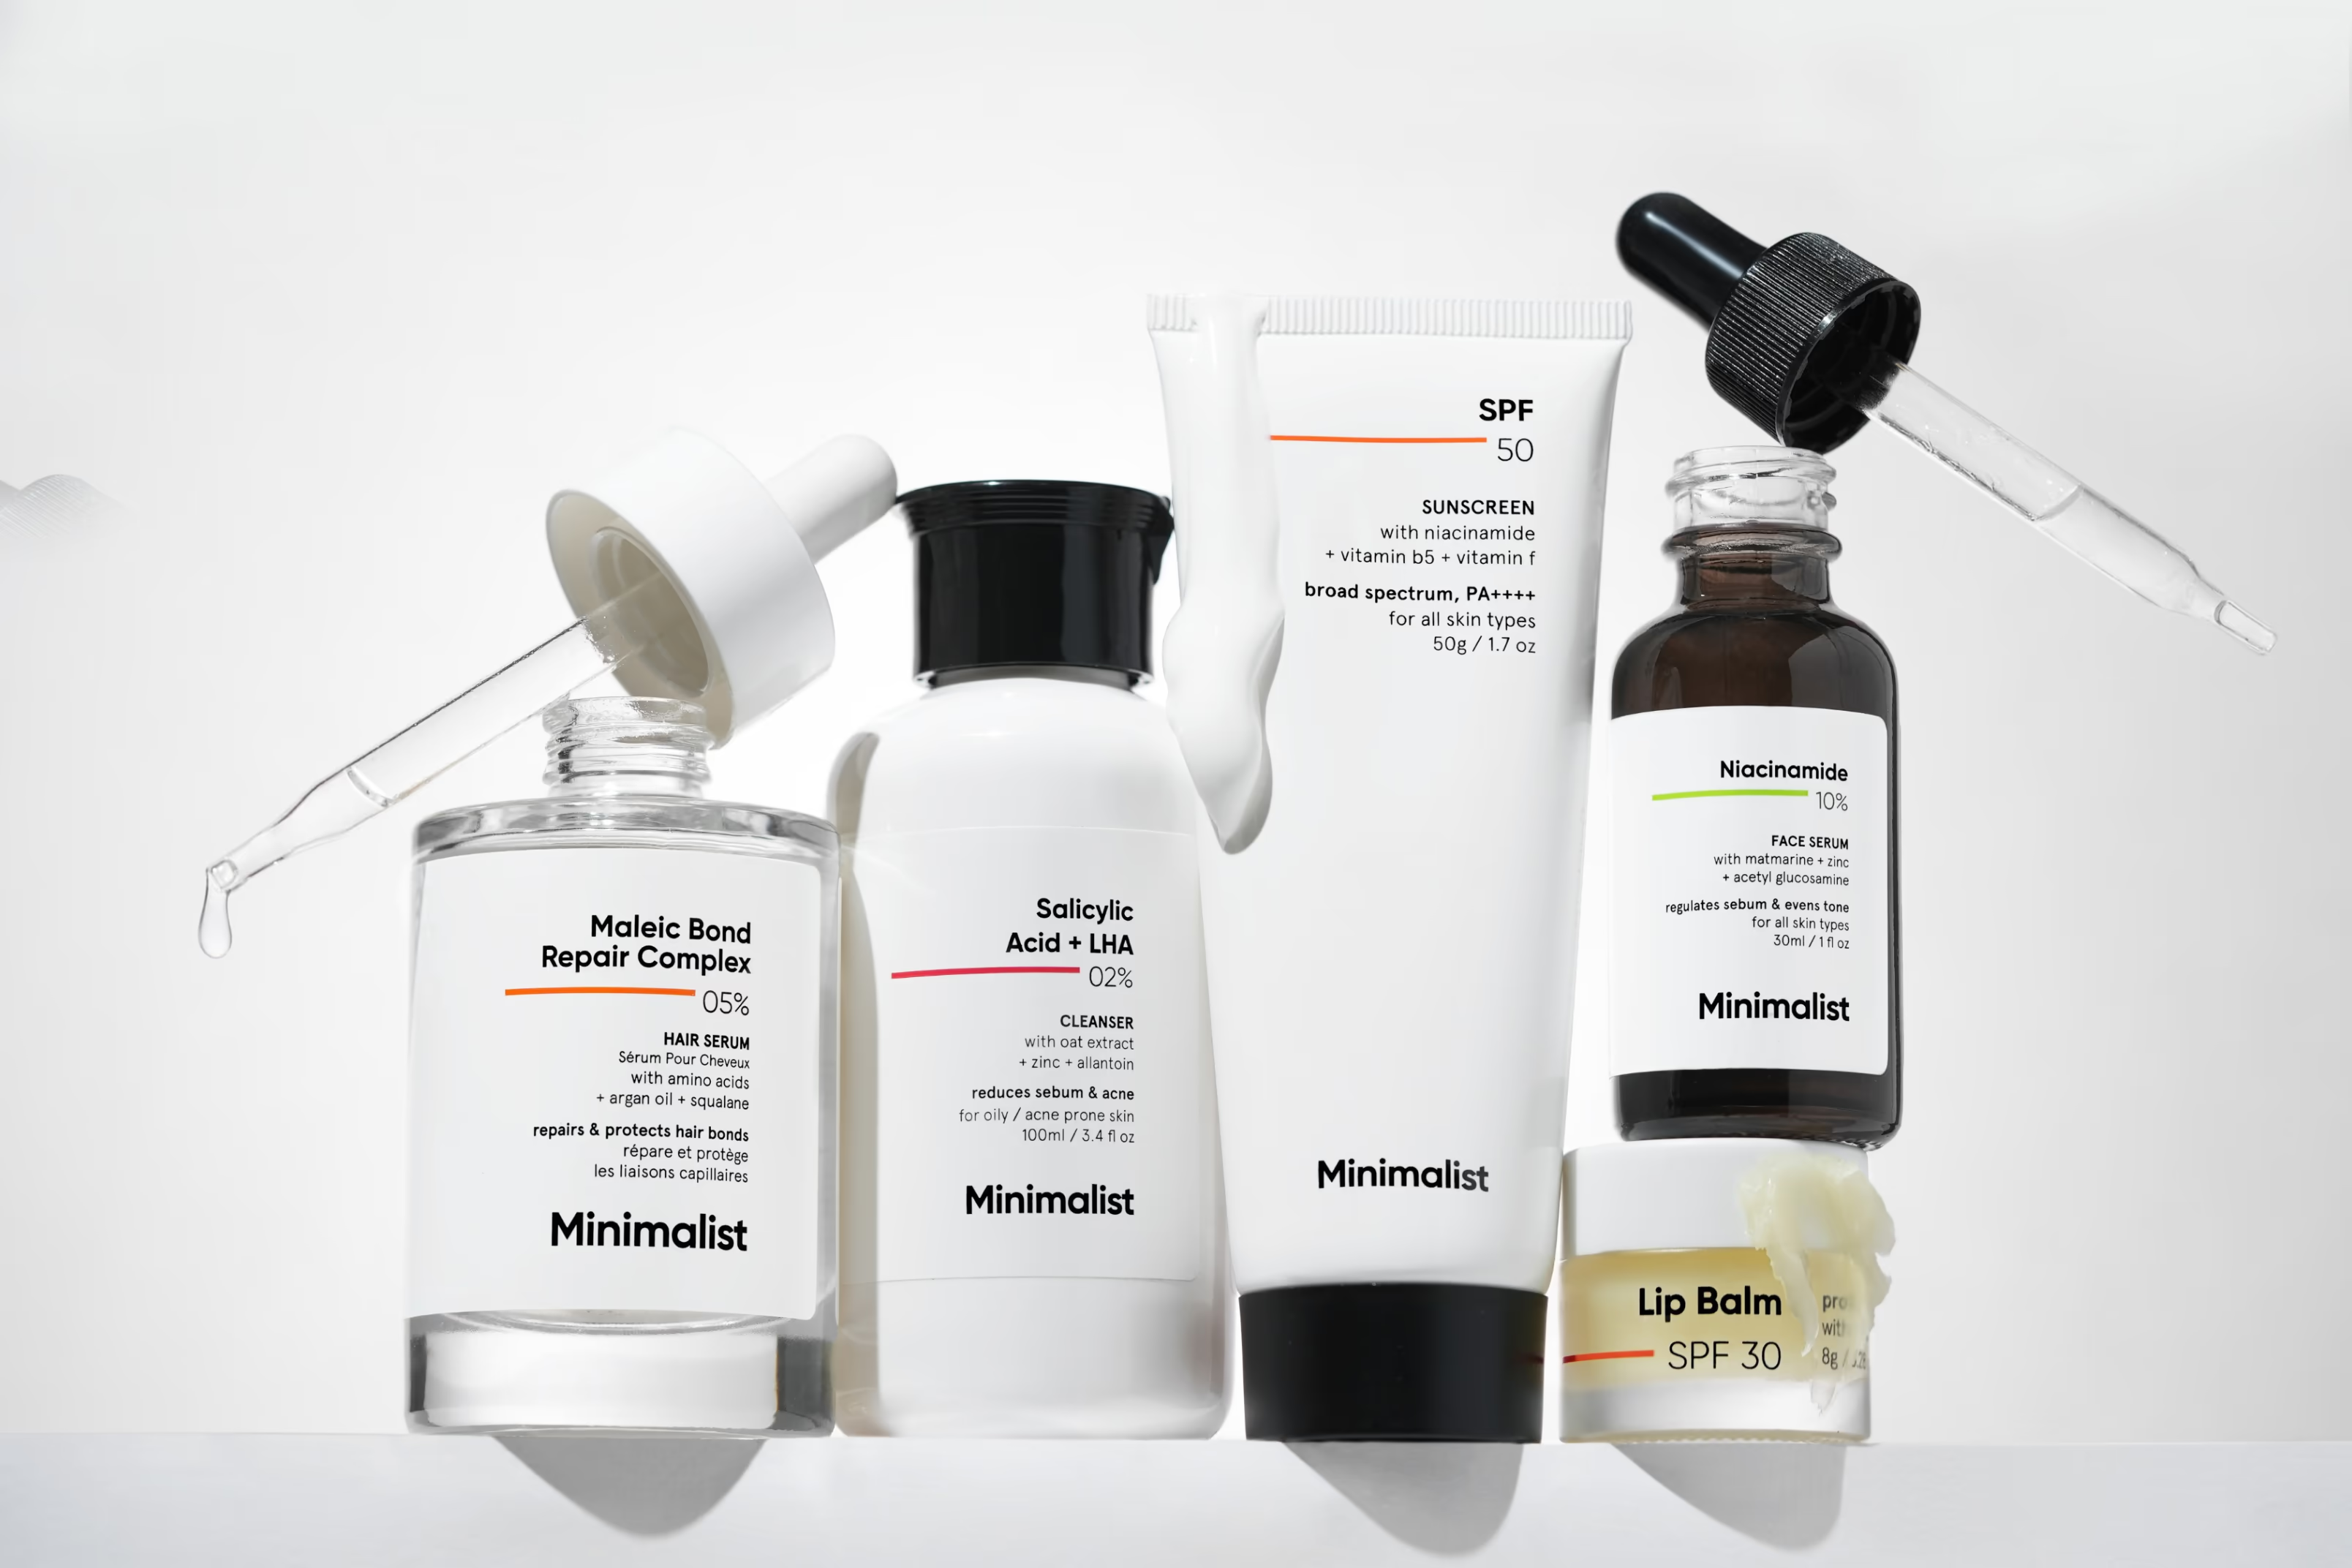 Maleic Bond
Repair Complex
05%
HAIR SERUM
Sérum Pour Cheveux
with amino acids
+ argan oil + squalane
repairs & protects hair bonds
répare et protège
les liaisons capillaires
Minimalist
Salicylic
Acid + LHA
02%
CLEANSER
with oat extract
+ zinc + allantoin
reduces sebum & acne
for oily / acne prone skin
100ml / 3.4 fl oz
Minimalist
SPF
50
SUNSCREEN
with niacinamide
+ vitamin b5 + vitamin f
broad spectrum, PA++++
for all skin types
50g / 1.7 oz
Minimalist
Niacinamide
10%
FACE SERUM
with matmarine + zinc
+ acetyl glucosamine
regulates sebum & evens tone
for all skin types
30ml / 1 fl oz
Minimalist
Lip Balm
SPF 30
8g /